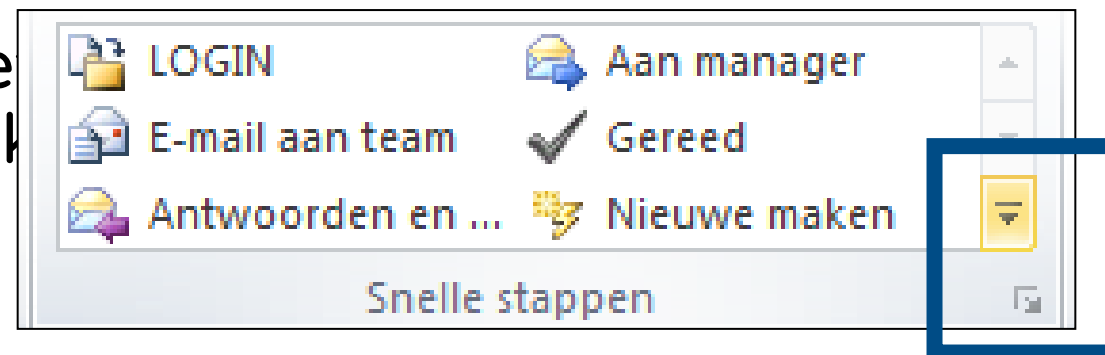 LOGIN Aan manager
E-mail aan team Gereed
Antwoorden en ... Nieuwe maken
Snelle stappen